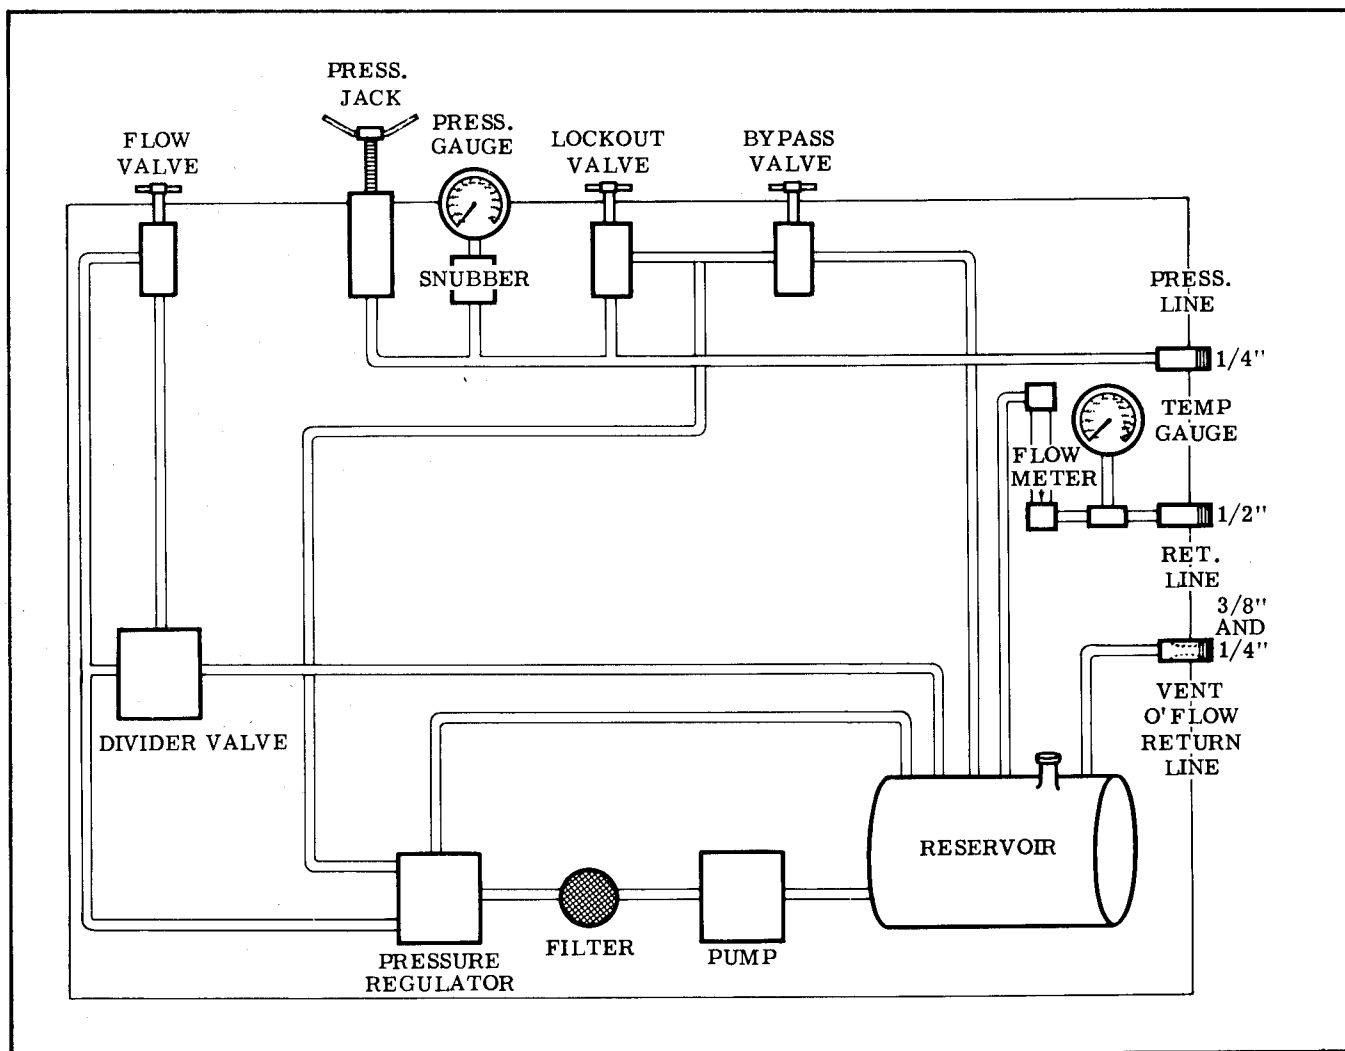 PRESS.
JACK
FLOW
VALVE
PRESS.
GAUGE
LOCKOUT
VALVE
BYPASS
VALVE
SNUBBER
PRESS.
LINE
1/4"
TEMP
GAUGE
FLOW
METER
1/2"
RET.
LINE
3/8"
AND
1/4"
VENT
O'FLOW
RETURN
LINE
DIVIDER VALVE
RESERVOIR
PRESSURE
REGULATOR
FILTER
PUMP